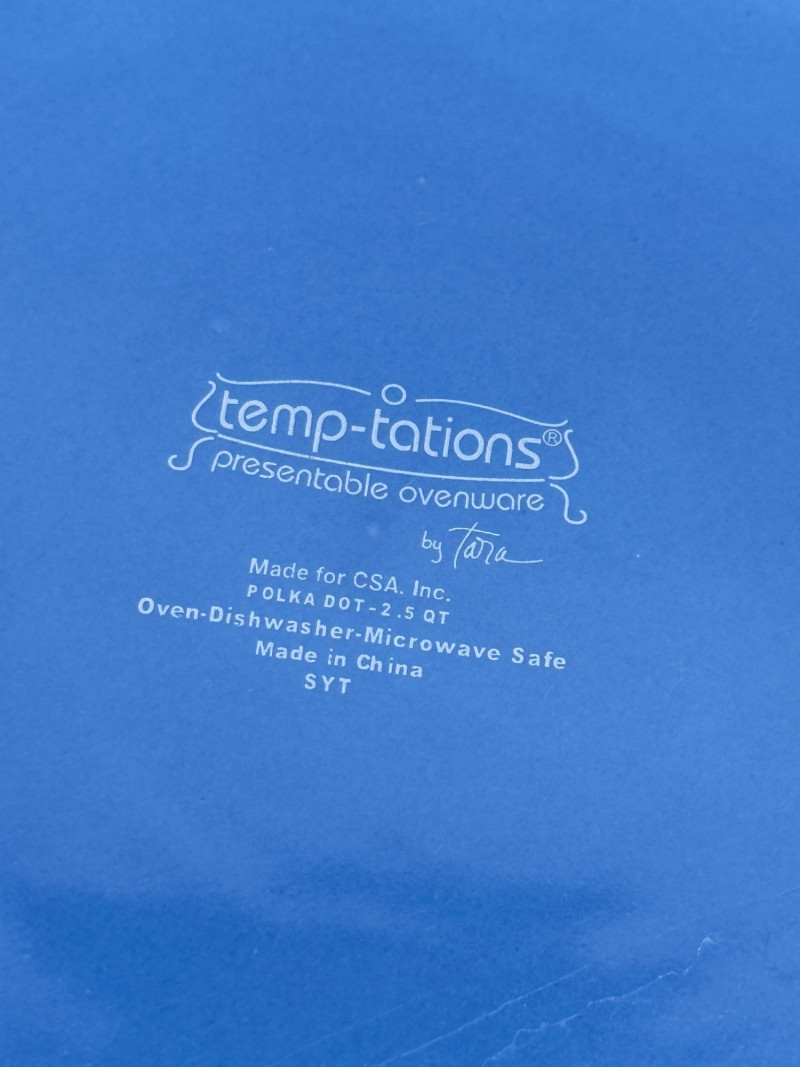 temp-tations®
presentable ovenware
by Tara
Made for CSA. Inc.
POLKA DOT-2.5 QT
Oven-Dishwasher-Microwave Safe
Made in China
SYT